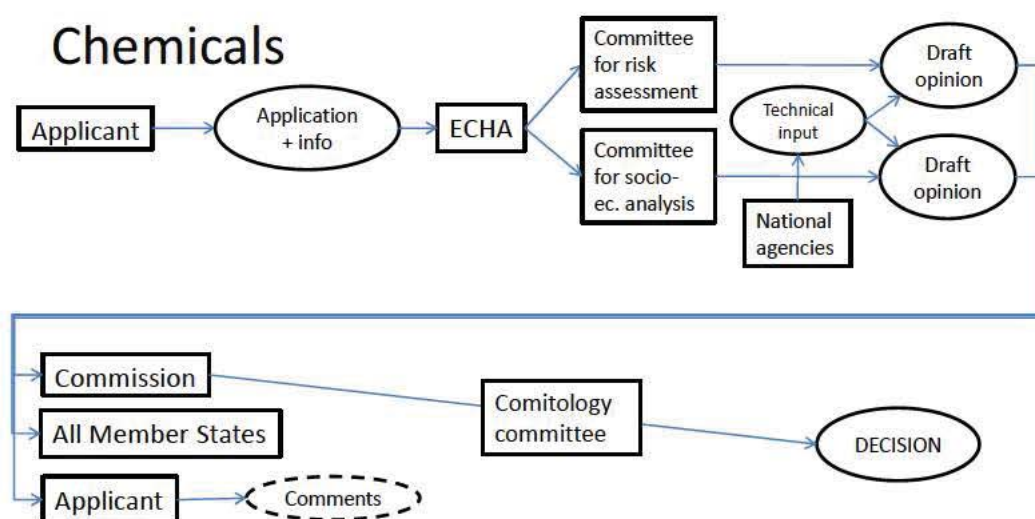 Chemicals
Applicant
Application
+ info
ECHA
Committee
for risk
assessment
Committee
for socio-
ec. analysis
Technical
input
National
agencies
Draft
opinion
Draft
opinion
Commission
All Member States
Applicant
Comments
Comitology
committee
DECISION